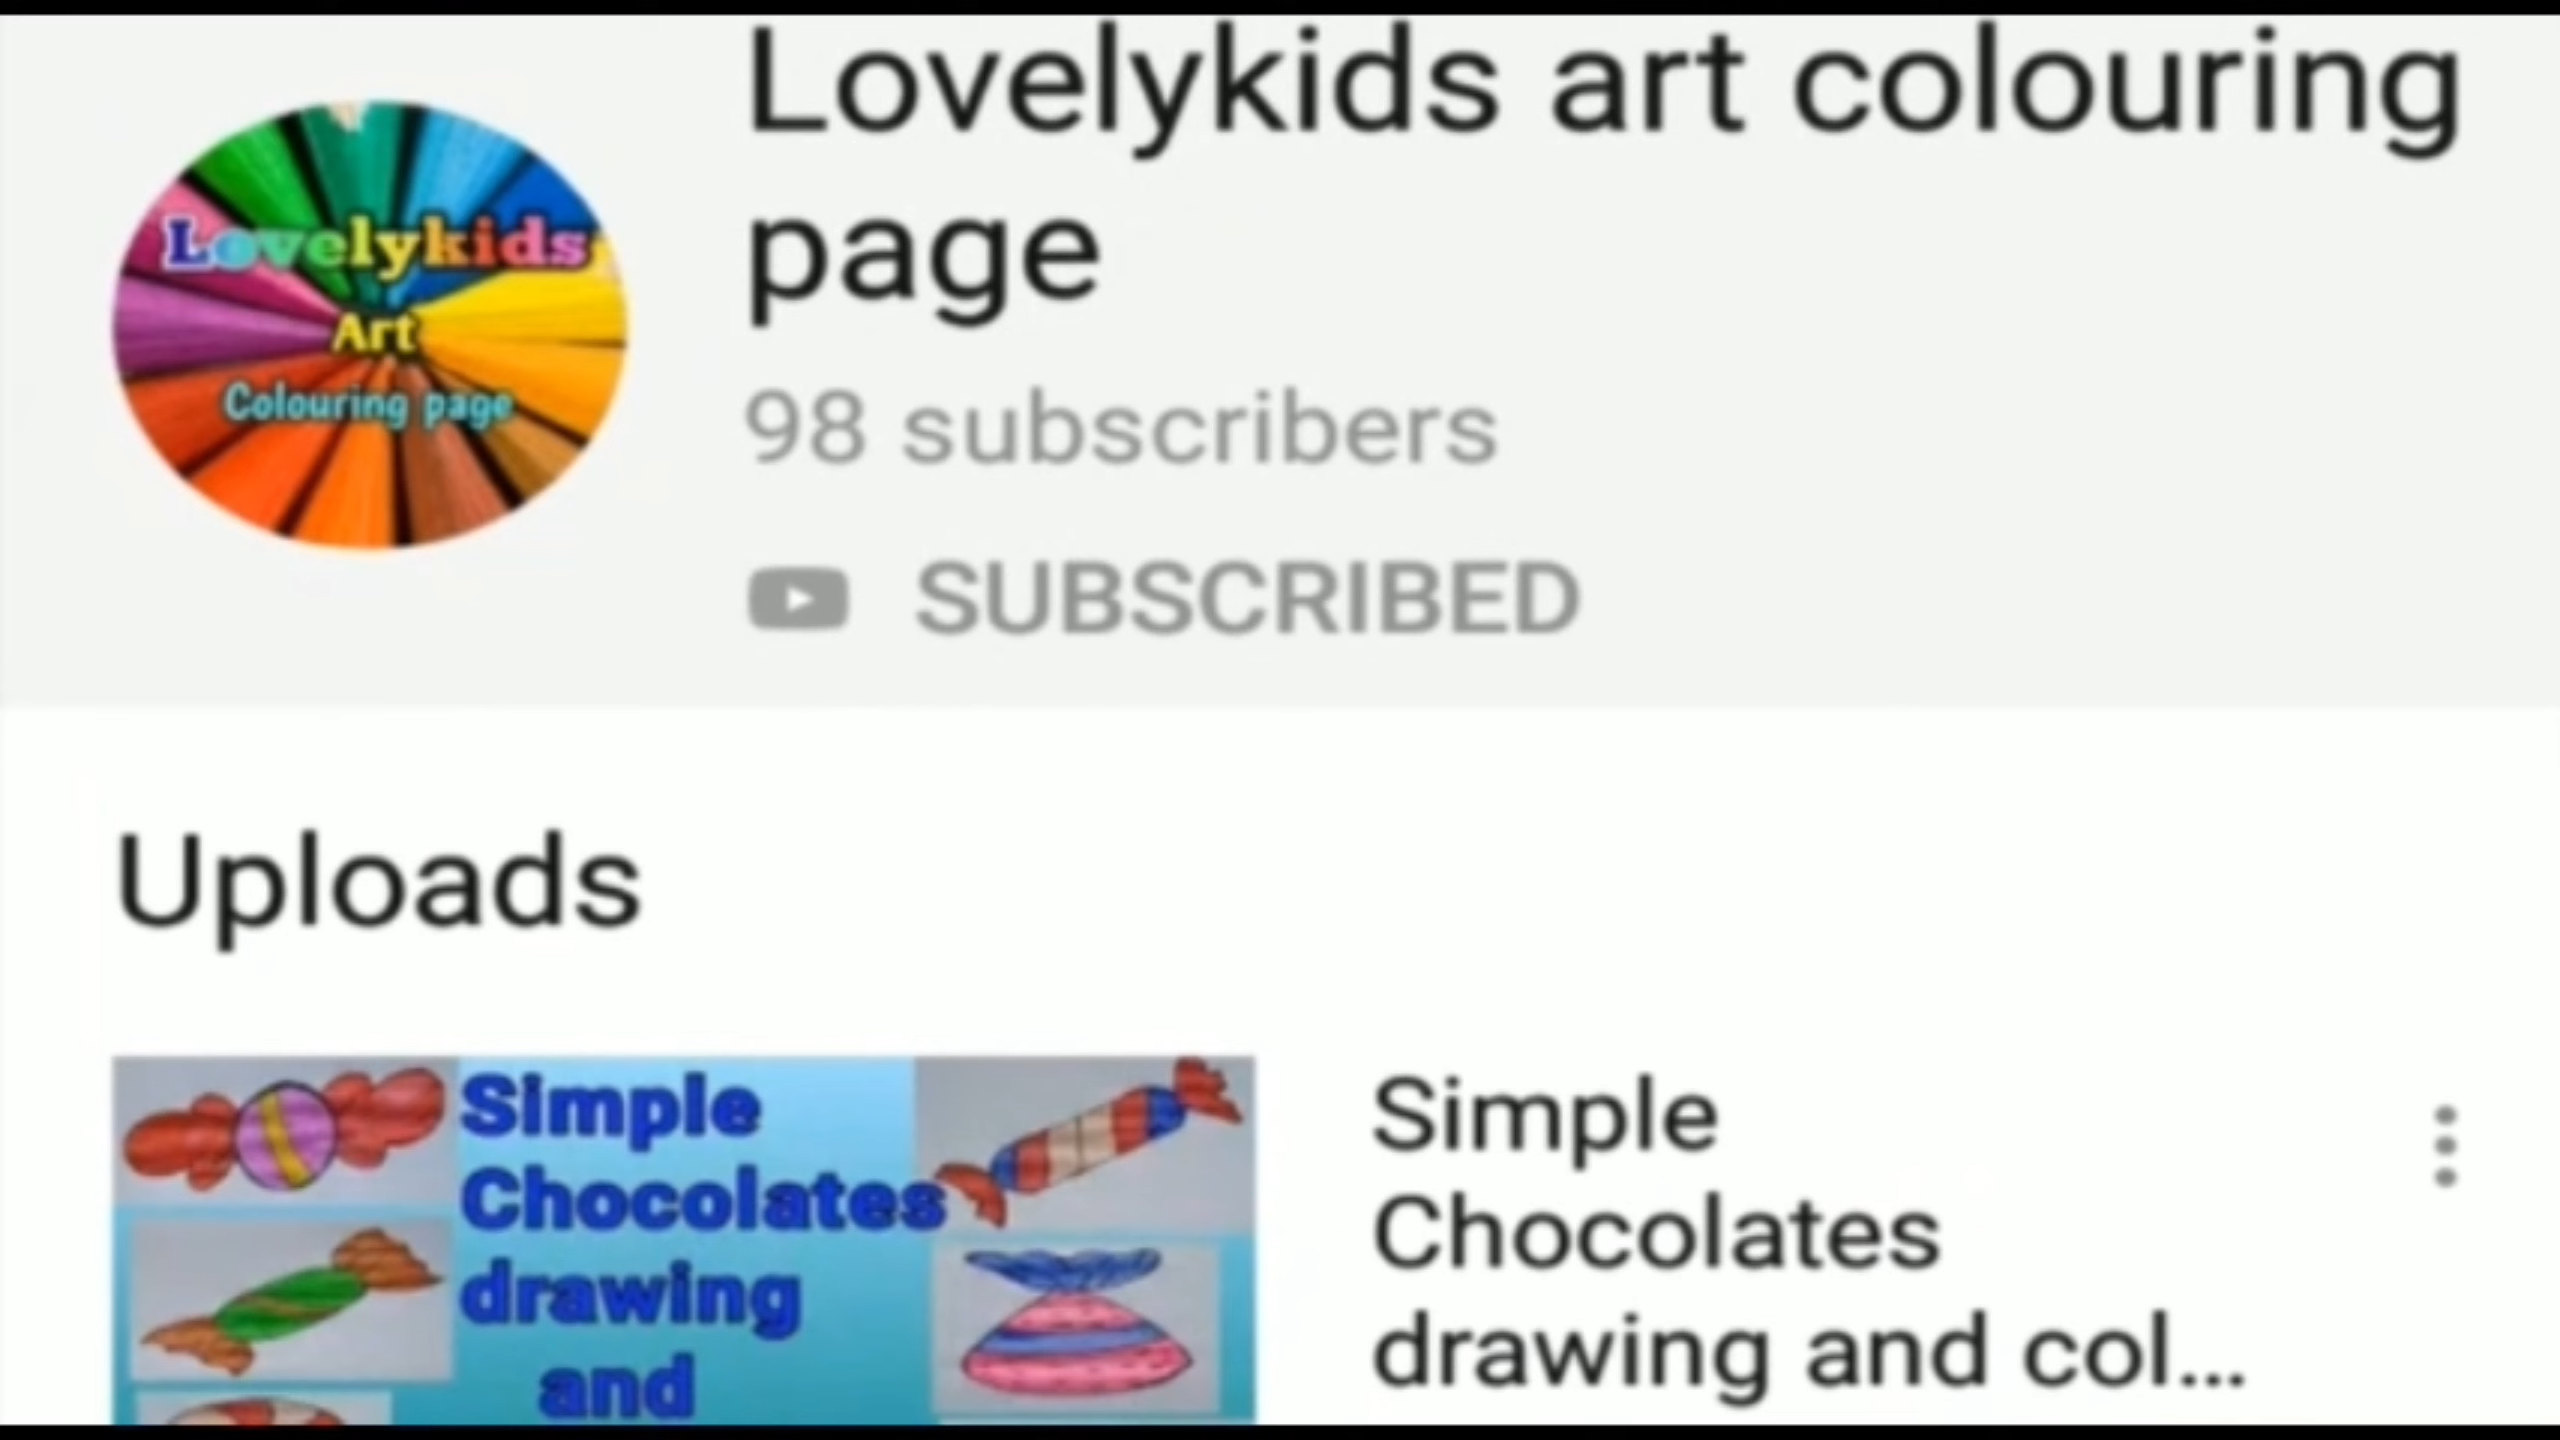 Lovelykids art colouring
page
98 subscribers
SUBSCRIBED
Lovelykids
Art
Colouring page
Uploads
Simple
Chocolates
drawing
and
Simple
Chocolates
drawing and col...